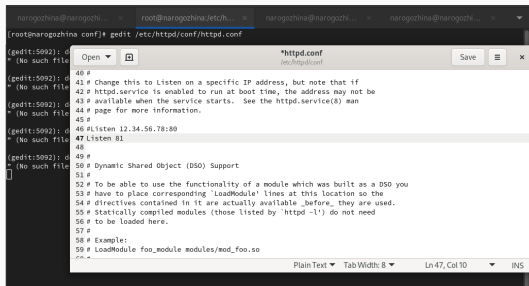 narogozhina@narogozhi... × root@narogozhina:/etc/h... × narogozhina@narogozhi... × narogozhina@narogozhi... ×
[root@narogozhina conf]# gedit /etc/httpd/conf/httpd.conf
(gedit:5092): d
" (No such file
(gedit:5092): d
" (No such file
(gedit:5092): d
" (No such file
(gedit:5092): d
" (No such file
(gedit:5092): d
" (No such file
Open
*httpd.conf
/etc/httpd/conf
Save
40 #
41 # Change this to Listen on a specific IP address, but note that if
42 # httpd.service is enabled to run at boot time, the address may not be
43 # available when the service starts. See the httpd.service(8) man
44 # page for more information.
45 #
46 #Listen 12.34.56.78:80
47 Listen 81
48
49 #
50 # Dynamic Shared Object (DSO) Support
51 #
52 # To be able to use the functionality of a module which was built as a DSO you
53 # have to place corresponding `LoadModule' lines at this location so the
54 # directives contained in it are actually available _before_ they are used.
55 # Statically compiled modules (those listed by `httpd -l') do not need
56 # to be loaded here.
57 #
58 # Example:
59 # LoadModule foo_module modules/mod_foo.so
Plain Text Tab Width: 8 Ln 47, Col 10 INS